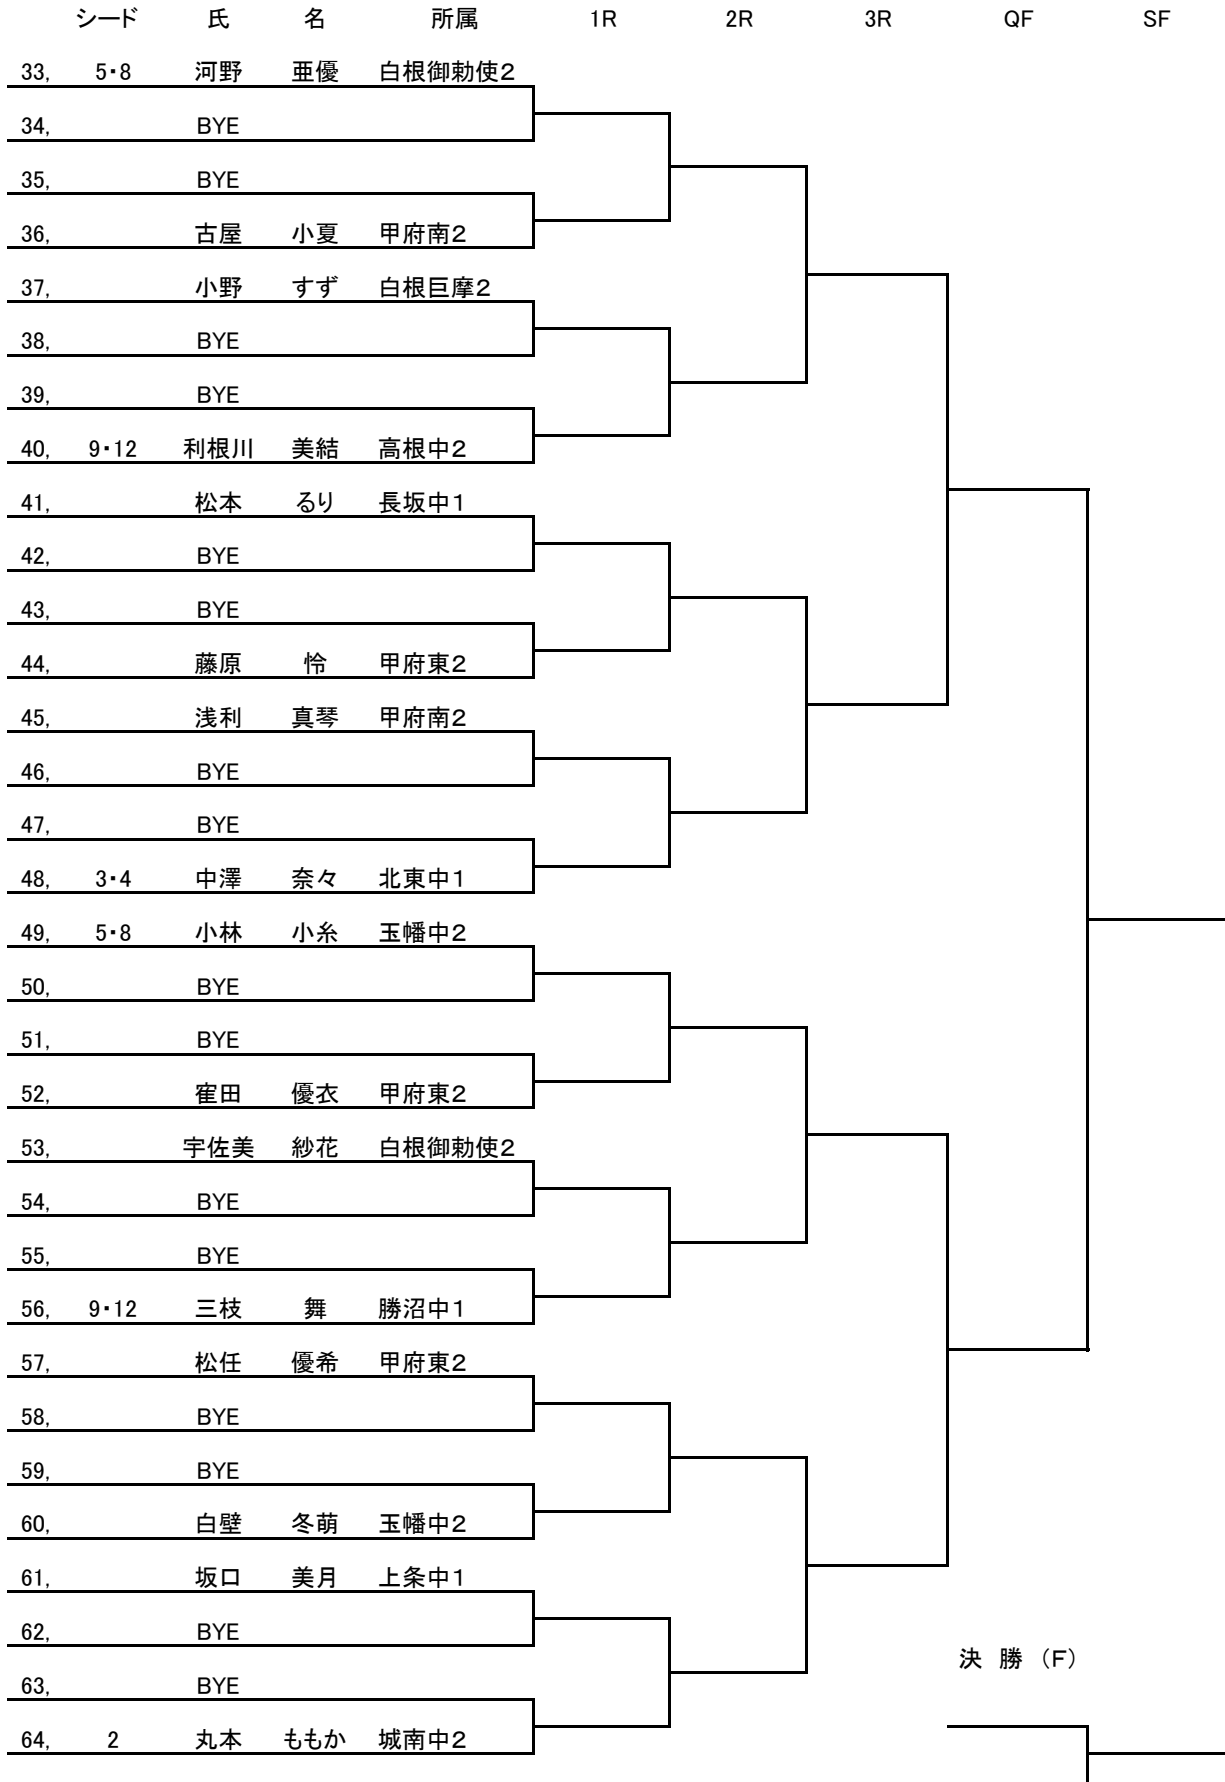 シード 氏 名 所属 1R 2R 3R QF SF
33, 5・8 河野 亜優 白根御勅使2
34, BYE
35, BYE
36, 古屋 小夏 甲府南2
37, 小野 すず 白根巨摩2
38, BYE
39, BYE
40, 9・12 利根川 美結 高根中2
41, 松本 るり 長坂中1
42, BYE
43, BYE
44, 藤原 怜 甲府東2
45, 浅利 真琴 甲府南2
46, BYE
47, BYE
48, 3・4 中澤 奈々 北東中1
49, 5・8 小林 小糸 玉幡中2
50, BYE
51, BYE
52, 寉田 優衣 甲府東2
53, 宇佐美 紗花 白根御勅使2
54, BYE
55, BYE
56, 9・12 三枝 舞 勝沼中1
57, 松任 優希 甲府東2
58, BYE
59, BYE
60, 白壁 冬萌 玉幡中2
61, 坂口 美月 上条中1
62, BYE
決 勝 (F)
63, BYE
64, 2 丸本 ももか 城南中2